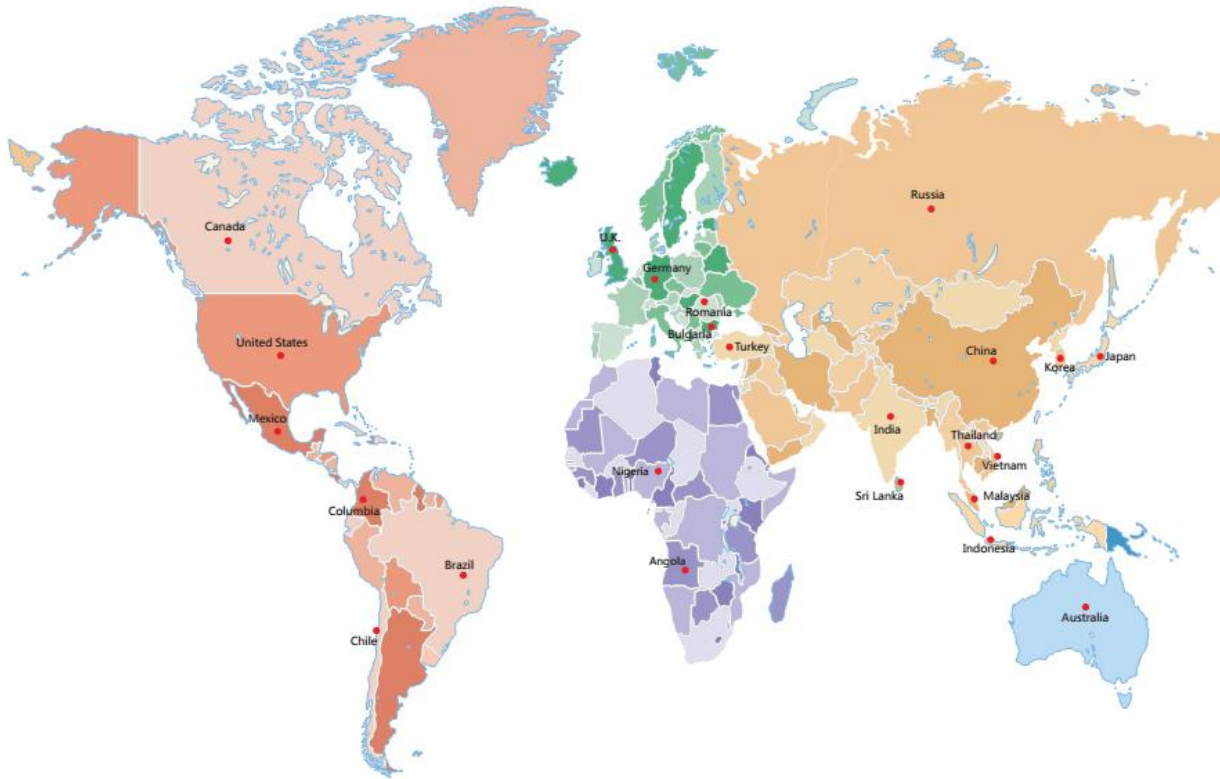 Russia
Canada
U.K.
Germany
Romania
Bulgaria
United States
Turkey
China
Korea
Japan
Mexico
India
Thailand
Nigeria
Vietnam
Sri Lanka
Malaysia
Columbia
Indonesia
Angola
Brazil
Australia
Chile